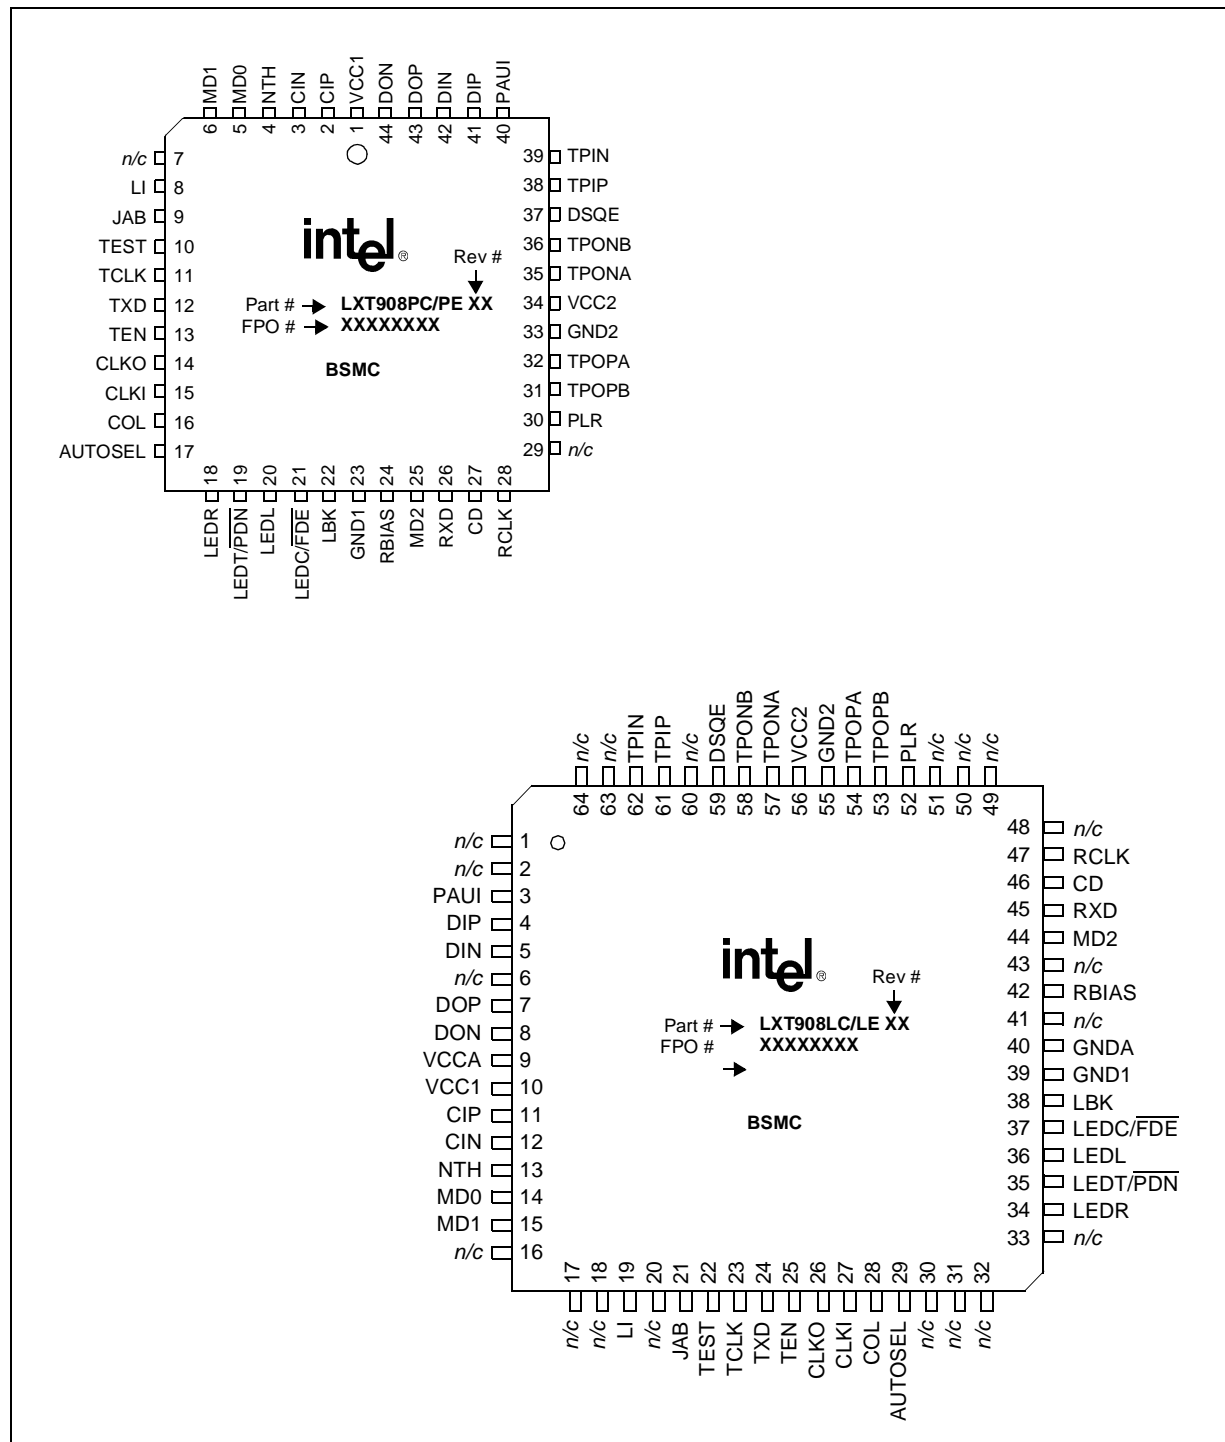 MD1 MD0 NTH CIN CIP VCC1 DON DOP DIN DIP PAUI
6 5 4 3 2 1 44 43 42 41 40
n/c 7
LI 8
JAB 9
TEST 10
TCLK 11
TXD 12
TEN 13
CLKO 14
CLKI 15
COL 16
AUTOSEL 17
39 TPIN
38 TPIP
37 DSQE
36 TPONB
35 TPONA
34 VCC2
33 GND2
32 TPOPA
31 TPOPB
30 PLR
29 n/c
intel®
Rev #
Part # LXT908PC/PE XX
FPO # XXXXXXXX
BSMC
18 19 20 21 22 23 24 25 26 27 28
LEDR LEDT/PDN LEDL LEDC/FDE LBK GND1 RBIAS MD2 RXD CD RCLK
n/c n/c TPIN TPIP n/c DSQE TPONB TPONA VCC2 GND2 TPOPA TPOPB PLR n/c n/c n/c
64 63 62 61 60 59 58 57 56 55 54 53 52 51 50 49
n/c 1
n/c 2
PAUI 3
DIP 4
DIN 5
n/c 6
DOP 7
DON 8
VCCA 9
VCC1 10
CIP 11
CIN 12
NTH 13
MD0 14
MD1 15
n/c 16
48 n/c
47 RCLK
46 CD
45 RXD
44 MD2
43 n/c
42 RBIAS
41 n/c
40 GNDA
39 GND1
38 LBK
37 LEDC/FDE
36 LEDL
35 LEDT/PDN
34 LEDR
33 n/c
intel®
Rev #
Part # LXT908LC/LE XX
FPO # XXXXXXXX
BSMC
17 18 19 20 21 22 23 24 25 26 27 28 29 30 31 32
n/c n/c LI n/c JAB TEST TCLK TXD TEN CLKO CLKI COL AUTOSEL n/c n/c n/c